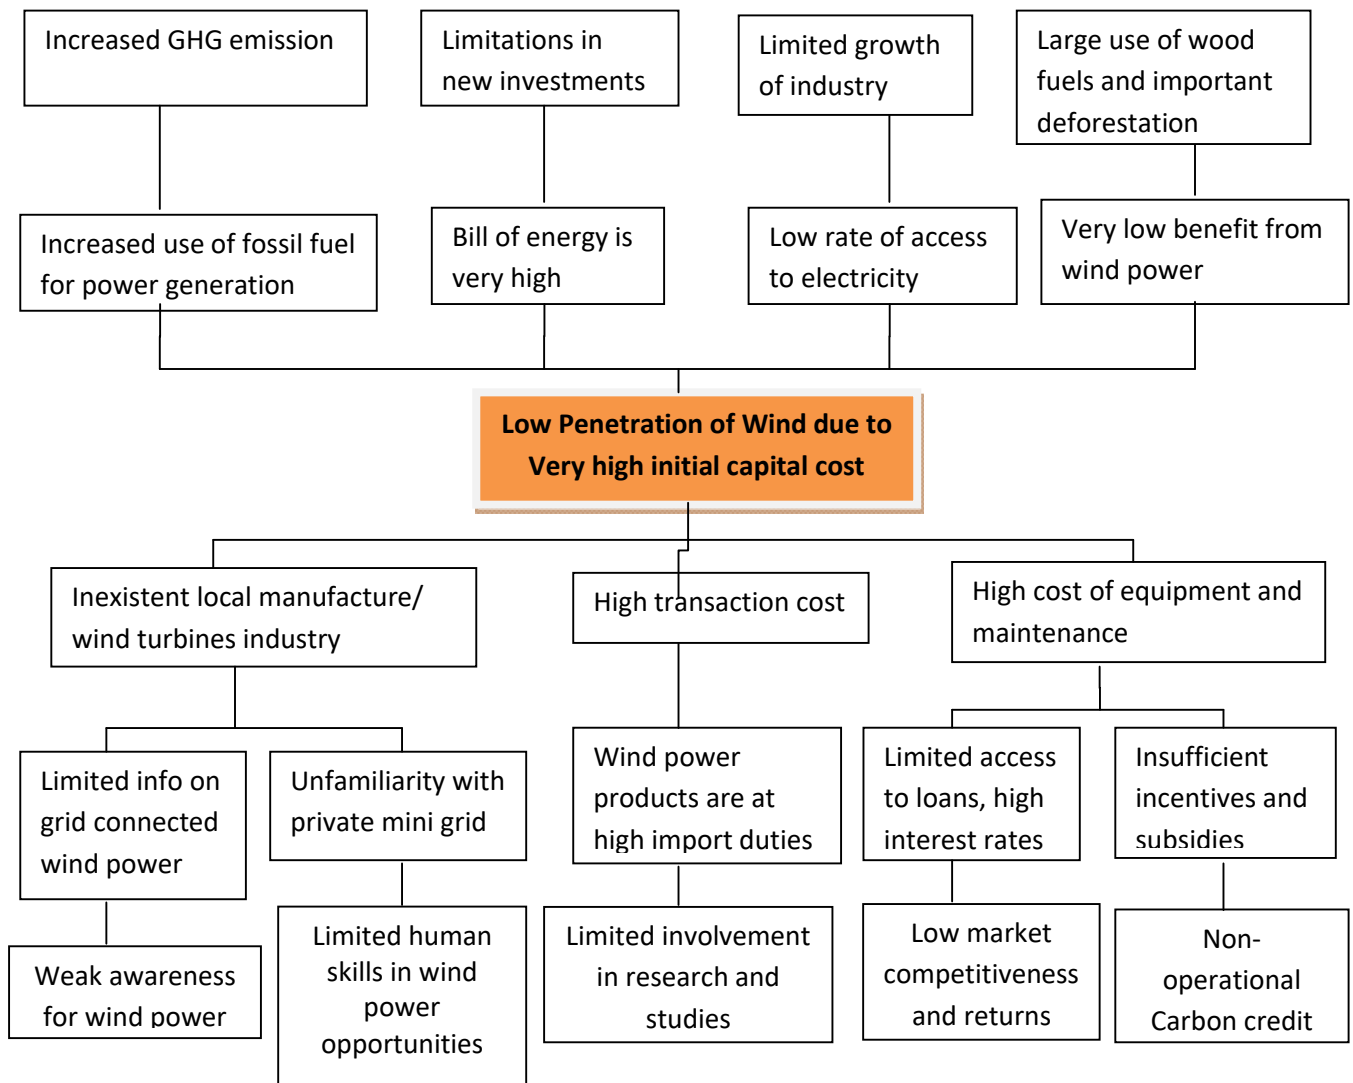 Increased GHG emission
Limitations in
new investments
Limited growth
of industry
Large use of wood
fuels and important
deforestation
Increased use of fossil fuel
for power generation
Bill of energy is
very high
Low rate of access
to electricity
Very low benefit from
wind power
Low Penetration of Wind due to
Very high initial capital cost
Inexistent local manufacture/
wind turbines industry
High transaction cost
High cost of equipment and
maintenance
Limited info on
grid connected
wind power
Unfamiliarity with
private mini grid
Wind power
products are at
high import duties
Limited access
to loans, high
interest rates
Insufficient
incentives and
subsidies
Weak awareness
for wind power
Limited human
skills in wind
power
opportunities
Limited involvement
in research and
studies
Low market
competitiveness
and returns
Non-
operational
Carbon credit